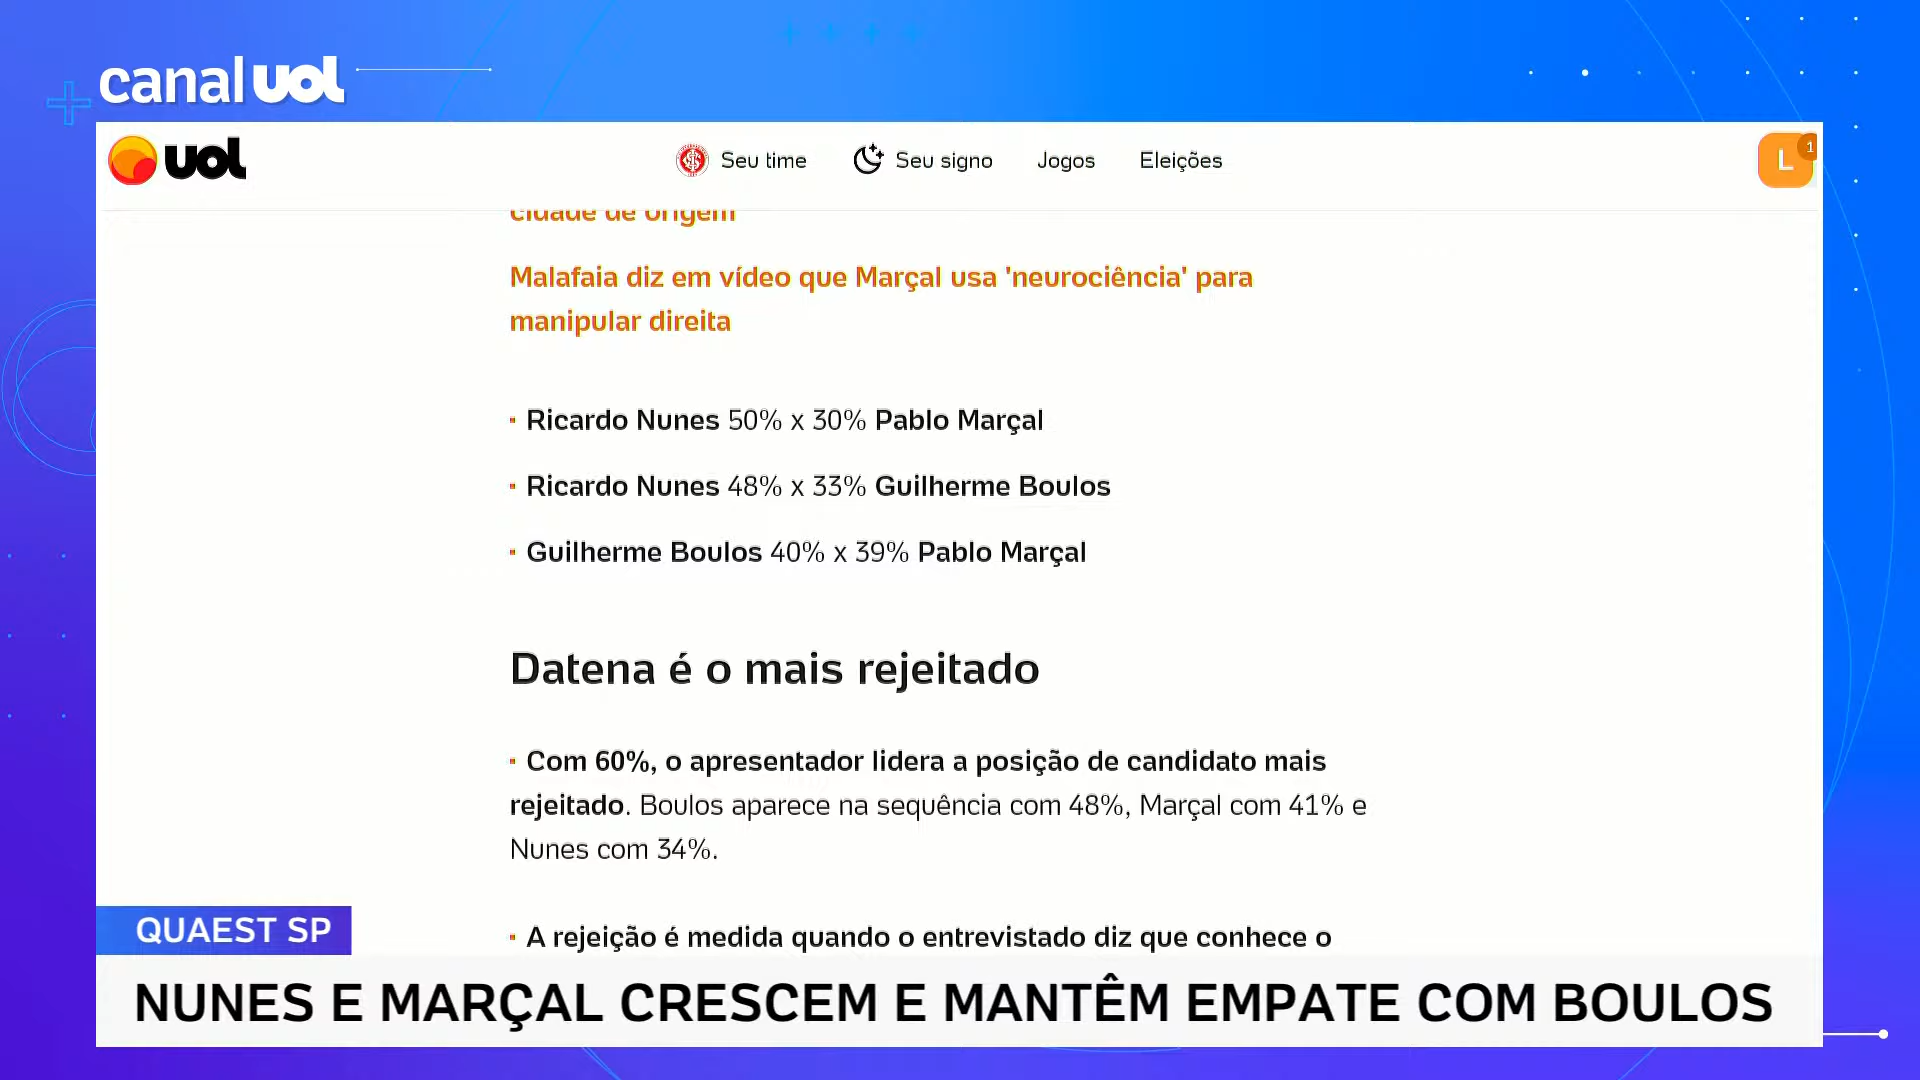 canal uol
uol
Seu time Seu signo Jogos Eleições
L 1
cidade de origem
Malafaia diz em vídeo que Marçal usa 'neurociência' para
manipular direita
Ricardo Nunes 50% x 30% Pablo Marçal
Ricardo Nunes 48% x 33% Guilherme Boulos
Guilherme Boulos 40% x 39% Pablo Marçal
Datena é o mais rejeitado
Com 60%, o apresentador lidera a posição de candidato mais
rejeitado. Boulos aparece na sequência com 48%, Marçal com 41% e
Nunes com 34%.
A rejeição é medida quando o entrevistado diz que conhece o
QUAEST SP
NUNES E MARÇAL CRESCEM E MANTÊM EMPATE COM BOULOS